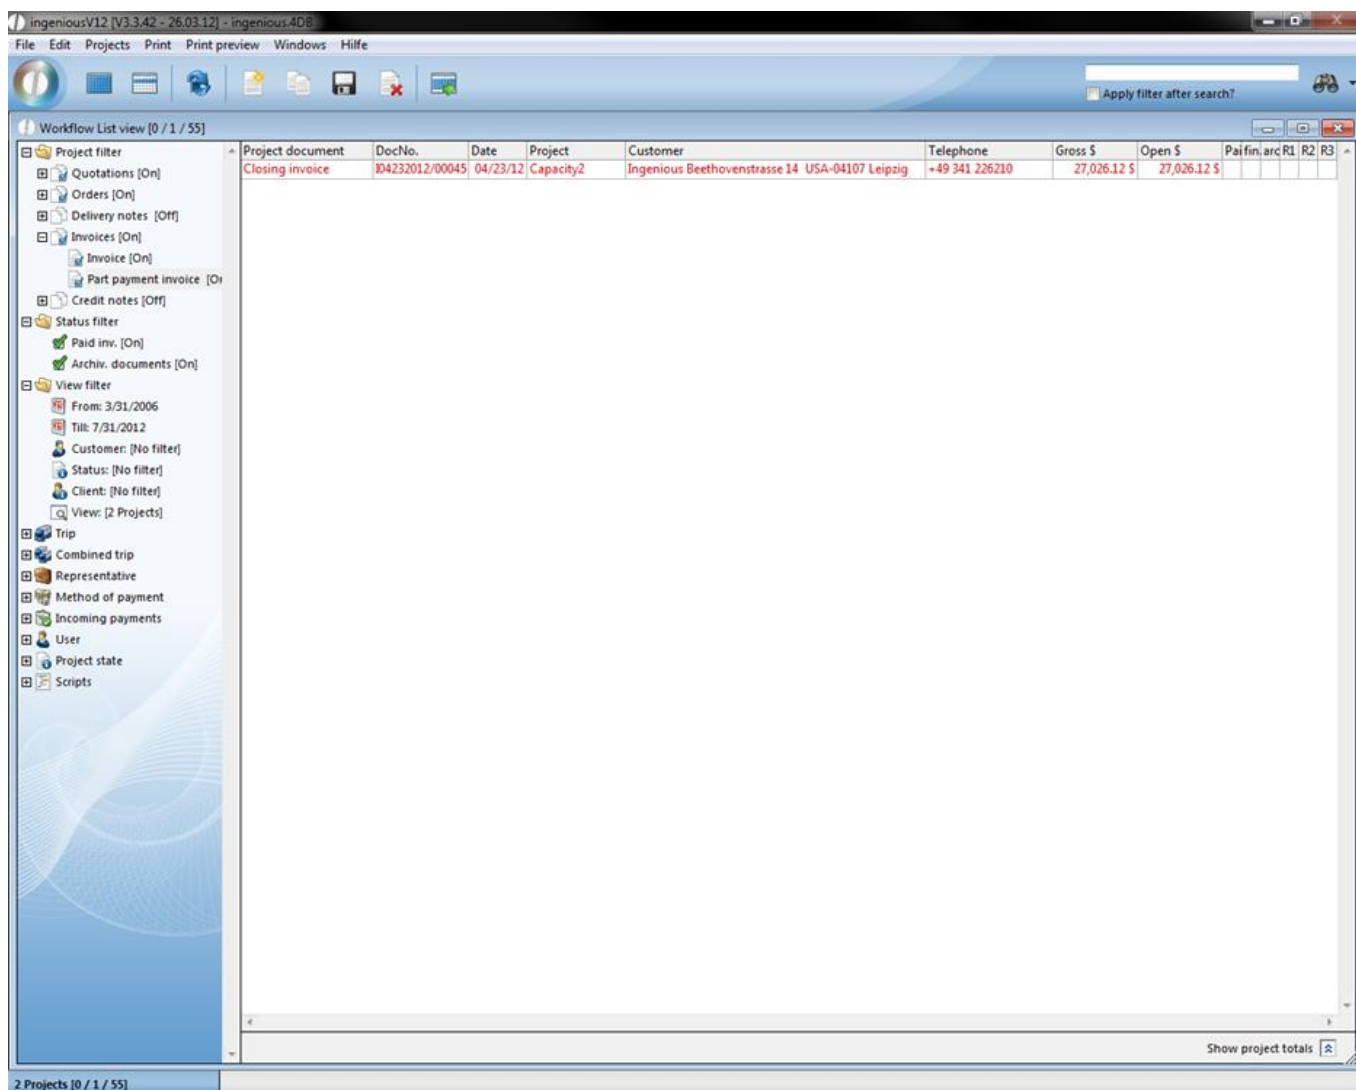 ingeniousV12 [V3.3.42 - 26.03.12] - ingenious.4DB
File Edit Projects Print Print preview Windows Hilfe
Apply filter after search?
Workflow List view [0 / 1 / 55]
Project filter
Quotations [On]
Orders [On]
Delivery notes [Off]
Invoices [On]
Invoice [On]
Part payment invoice [On
Credit notes [Off]
Status filter
Paid inv. [On]
Archiv. documents [On]
View filter
From: 3/31/2006
Till: 7/31/2012
Customer: [No filter]
Status: [No filter]
Client: [No filter]
View: [2 Projects]
Trip
Combined trip
Representative
Method of payment
Incoming payments
User
Project state
Scripts
Project document DocNo. Date Project Customer Telephone Gross $ Open $ Pai fin. arc R1 R2 R3
Closing invoice I04232012/00045 04/23/12 Capacity2 Ingenious Beethovenstrasse 14 USA-04107 Leipzig +49 341 226210 27,026.12 $ 27,026.12 $
Show project totals
2 Projects [0 / 1 / 55]